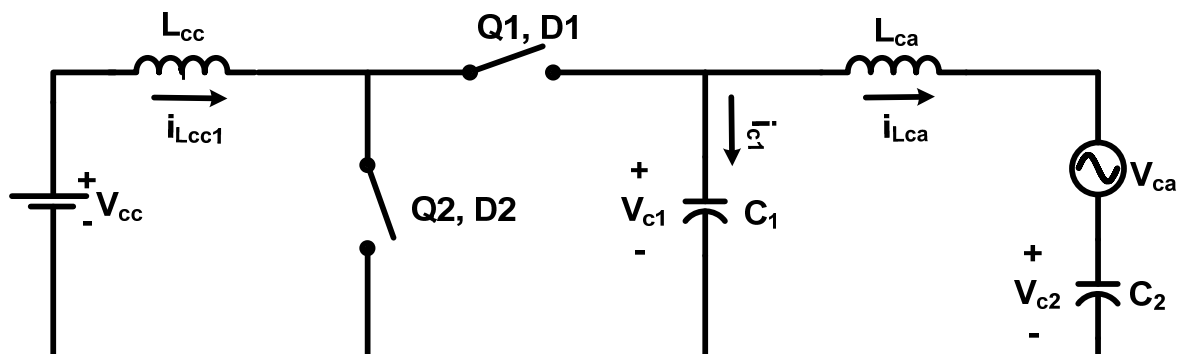 Lcc
Q1, D1
Lca
iLcc1
ic1
iLca
+
Vcc
-
Q2, D2
+
Vc1
-
C1
Vca
+
Vc2
-
C2